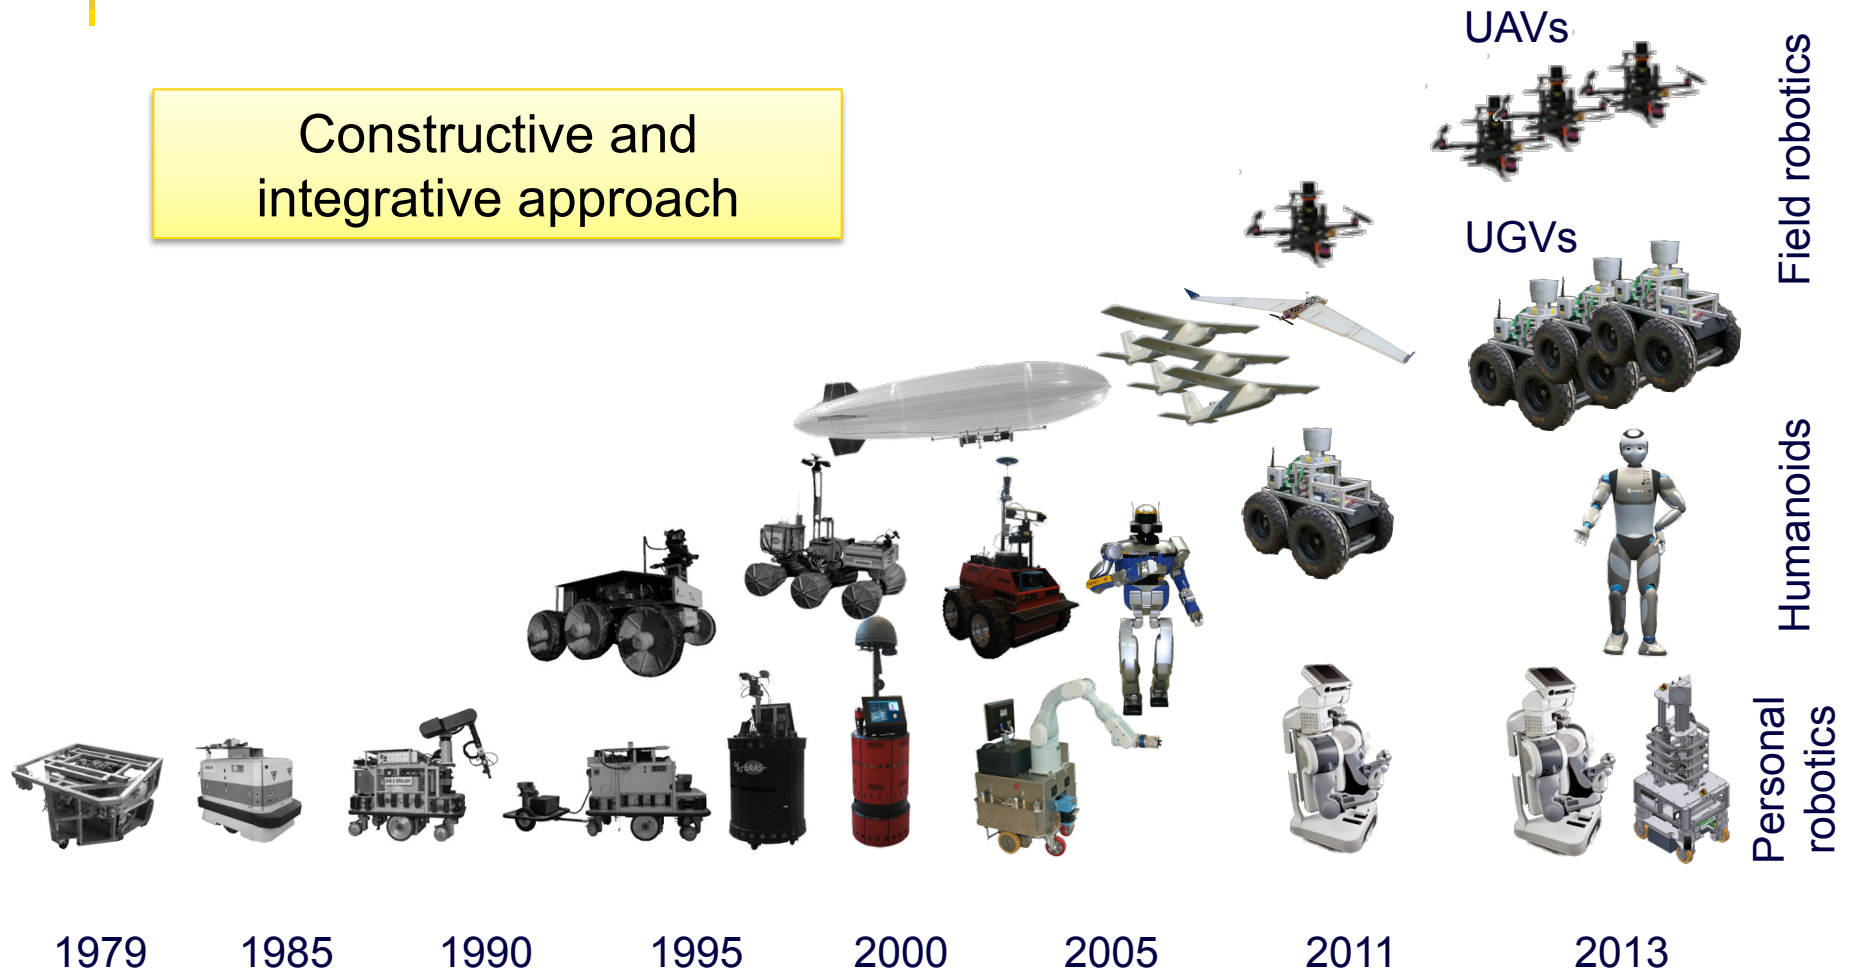 Constructive and
integrative approach
UAVs
UGVs
Field robotics
Humanoids
Personal
robotics
LAAS
1979
1985
1990
1995
2000
2005
2011
2013